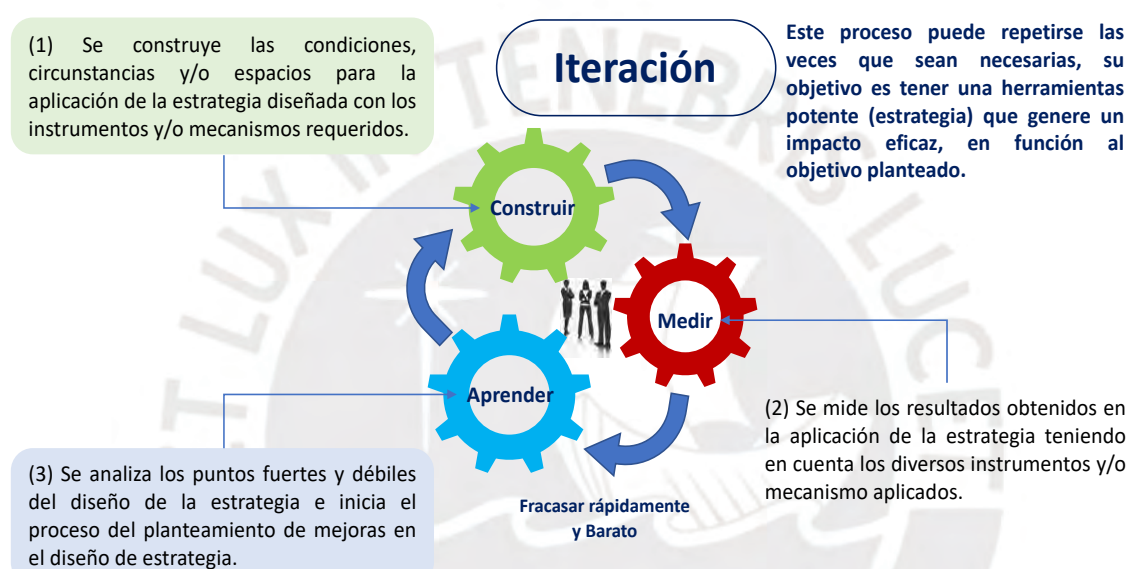 (1) Se construye las condiciones,
circunstancias y/o espacios para la
aplicación de la estrategia diseñada con los
instrumentos y/o mecanismos requeridos.
Iteración
Este proceso puede repetirse las
veces que sean necesarias, su
objetivo es tener una herramientas
potente (estrategia) que genere un
impacto eficaz, en función al
objetivo planteado.
Construir
Medir
Aprender
(2) Se mide los resultados obtenidos en
la aplicación de la estrategia teniendo
en cuenta los diversos instrumentos y/o
mecanismo aplicados.
(3) Se analiza los puntos fuertes y débiles
del diseño de la estrategia e inicia el
proceso del planteamiento de mejoras en
el diseño de estrategia.
Fracasar rápidamente
y Barato
ET LUX IN TENEBRIS LUCET